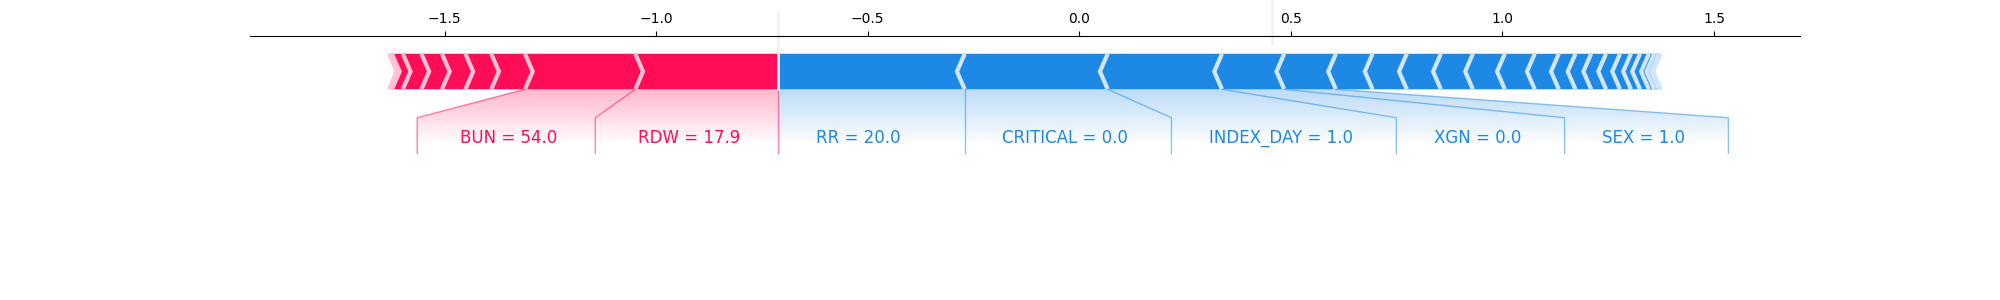 −1.5 −1.0 −0.5 0.0 0.5 1.0 1.5
BUN = 54.0 RDW = 17.9 RR = 20.0 CRITICAL = 0.0 INDEX_DAY = 1.0 XGN = 0.0 SEX = 1.0